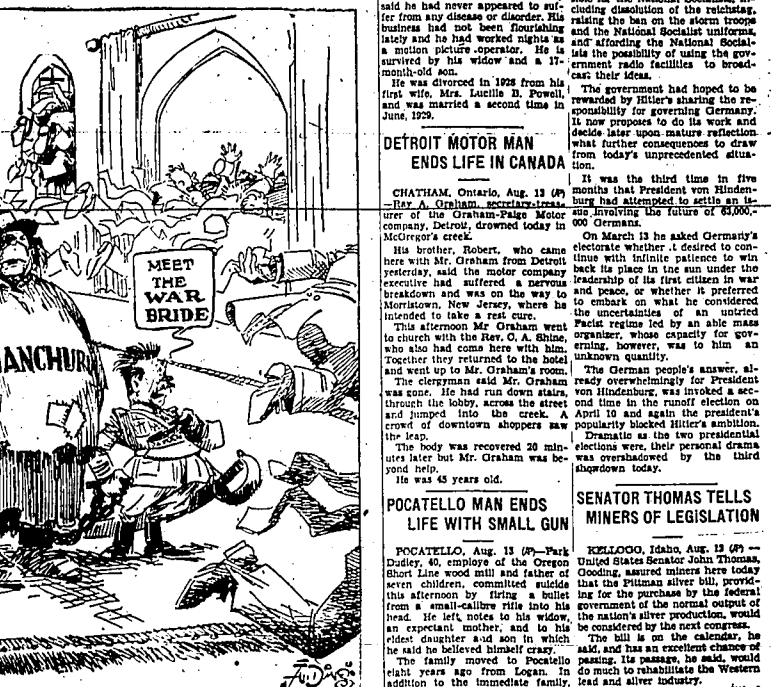 MEET
THE
WAR
BRIDE
ANCHURI
said he had never appeared to suf-
fer from any disease or disorder. His
business had not been flourishing
lately and he had worked nights as
a motion picture operator. He is
survived by his widow and a 17-
month-old son.
He was divorced in 1928 from his
first wife, Mrs. Lucille B. Powell,
and was married a second time in
June, 1929.
DETROIT MOTOR MAN
ENDS LIFE IN CANADA
CHATHAM, Ontario, Aug. 13 (AP)
—Ray A. Graham, secretary-treas-
urer of the Graham-Paige Motor
company, Detroit, drowned today in
McGregor's creek.
His brother, Robert, who came
here with Mr. Graham from Detroit
yesterday, said the motor company
executive had suffered a nervous
breakdown and was on the way to
Morristown, New Jersey, where he
intended to take a rest cure.
This afternoon Mr Graham went
to church with the Rev. C. A. Shine,
who also had come here with him.
Together they returned to the hotel
and went up to Mr. Graham's room.
The clergyman said Mr. Graham
was gone. He had run down stairs,
through the lobby, across the street
and jumped into the creek. A
crowd of downtown shoppers saw
the leap.
The body was recovered 20 min-
utes later but Mr. Graham was be-
yond help.
He was 45 years old.
POCATELLO MAN ENDS
LIFE WITH SMALL GUN
POCATELLO, Aug. 13 (AP)—Park
Dudley, 40, employe of the Oregon
Short Line wood mill and father of
seven children, committed suicide
this afternoon by firing a bullet
from a small-calibre rifle into his
head. He left notes to his widow,
an expectant mother, and to his
eldest daughter and son in which
he said he believed himself crazy.
The family moved to Pocatello
eight years ago from Logan. In
addition to the immediate family,
cluding dissolution of the reichstag,
raising the ban on the storm troops
and the National Socialist uniforms,
and affording the National Social-
ists the possibility of using the gov-
ernment radio facilities to broad-
cast their ideas.
The government had hoped to be
rewarded by Hitler's sharing the re-
sponsibility for governing Germany.
It now proposes to do its work and
decide later upon mature reflection
what further consequences to draw
from today's unprecedented situa-
tion.
It was the third time in five
months that President von Hinden-
burg had attempted to settle an is-
sue involving the future of 63,000,-
000 Germans.
On March 13 he asked Germany's
electorate whether it desired to con-
tinue with infinite patience to win
back its place in the sun under the
leadership of its first citizen in war
and peace, or whether it preferred
to embark on what he considered
the uncertainties of an untried
Facist regime led by an able mass
organizer, whose capacity for gov-
erning, however, was to him an
unknown quantity.
The German people's answer, al-
ready overwhelmingly for President
von Hindenburg, was invoked a sec-
ond time in the runoff election on
April 10 and again the president's
popularity blocked Hitler's ambition.
Dramatic as the two presidential
elections were, their personal drama
was overshadowed by the third
showdown today.
SENATOR THOMAS TELLS
MINERS OF LEGISLATION
KELLOGG, Idaho, Aug. 13 (AP) —
United States Senator John Thomas,
Gooding, assured miners here today
that the Pittman silver bill, provid-
ing for the purchase by the federal
government of the normal output of
the nation's silver production, would
be considered by the next congress.
The bill is on the calendar, he
said, and has an excellent chance of
passing. Its passage, he said, would
do much to rehabilitate the Western
lead and silver industry.